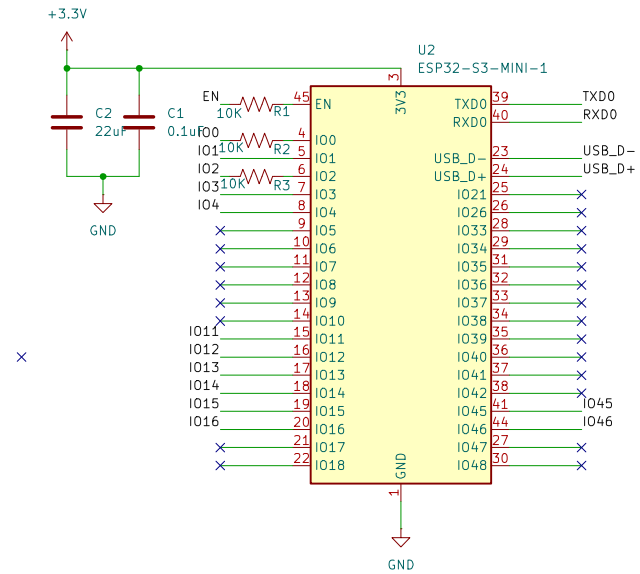 +3.3V
U2
ESP32-S3-MINI-1
C2
22uF
C1
0.1uF
GND
EN
10K
R1
45
EN
IO0
10K
R2
4
IO0
IO1
5
IO1
IO2
10K
R3
6
IO2
IO3
7
IO3
IO4
8
IO4
9
IO5
10
IO6
11
IO7
12
IO8
13
IO9
14
IO10
IO11
15
IO11
IO12
16
IO12
IO13
17
IO13
IO14
18
IO14
IO15
19
IO15
IO16
20
IO16
21
IO17
22
IO18
3
3V3
TXD0
39
TXD0
RXD0
40
RXD0
USB_D-
23
USB_D-
USB_D+
24
USB_D+
IO21
25
IO26
26
IO33
28
IO34
29
IO35
31
IO36
32
IO37
33
IO38
34
IO39
35
IO40
36
IO41
37
IO42
38
IO45
41
IO45
IO46
44
IO46
IO47
27
IO48
30
GND
1
GND